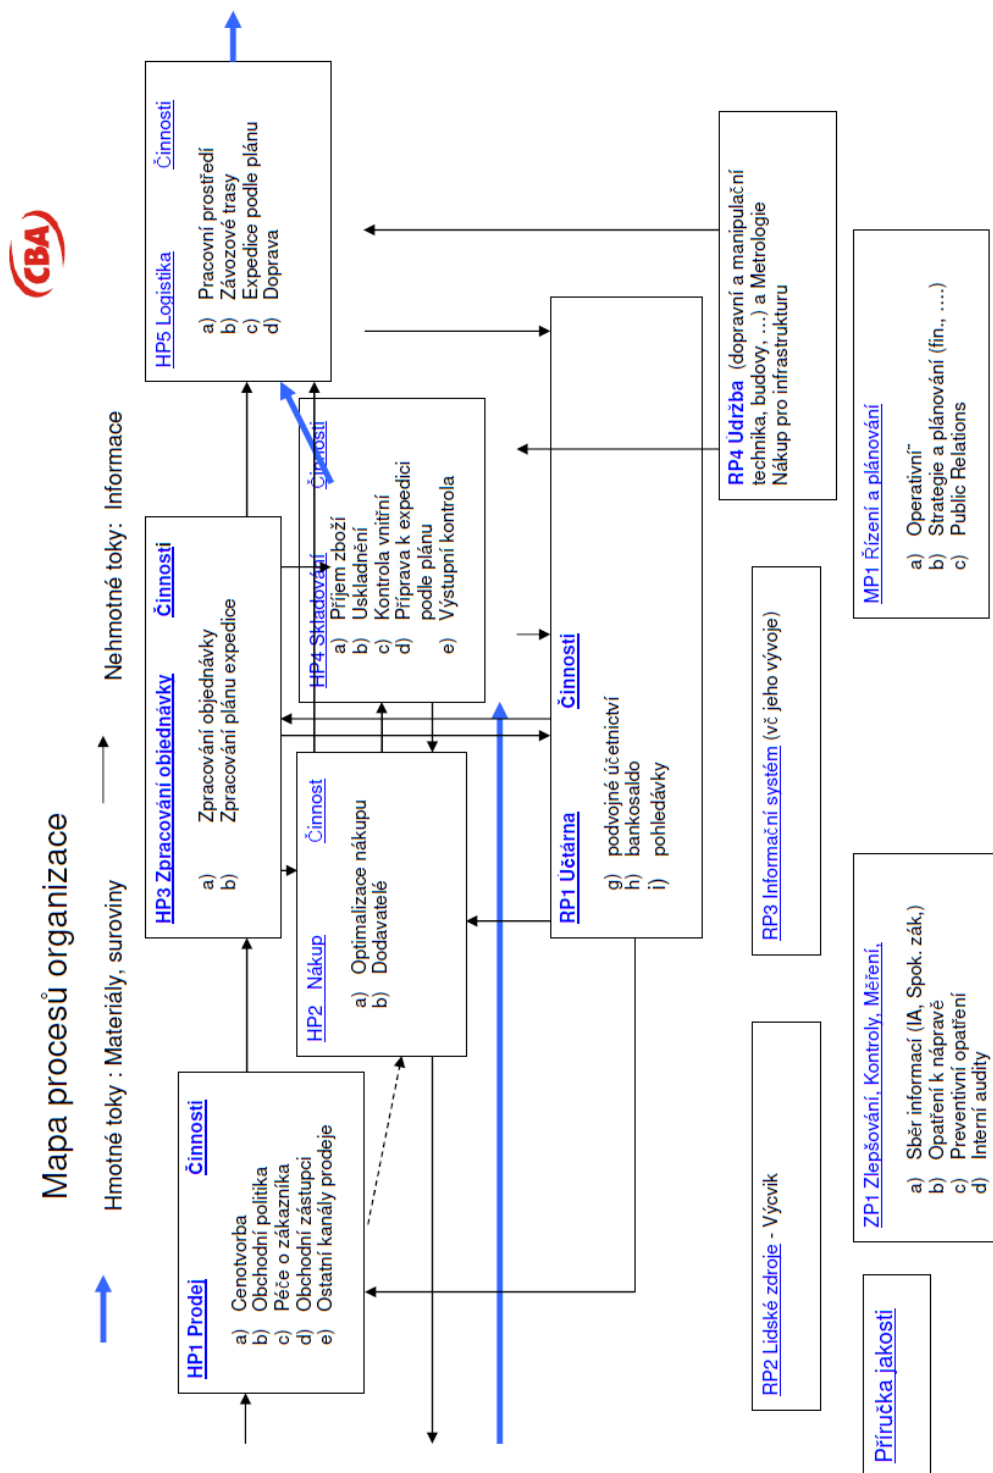 CBA
Mapa procesů organizace
Hmotné toky : Materiály, suroviny
Nehmotné toky: Informace
HP1 Prodej Činnosti
a) Cenotvorba
b) Obchodní politika
c) Péče o zákazníka
d) Obchodní zástupci
e) Ostatní kanály prodeje
HP3 Zpracování objednávky Činnosti
a) Zpracování objednávky
b) Zpracování plánu expedice
HP5 Logistika Činnosti
a) Pracovní prostředí
b) Závozové trasy
c) Expedice podle plánu
d) Doprava
HP2 Nákup Činnost
a) Optimalizace nákupu
b) Dodavatelé
HP4 Skladování Činnosti
a) Příjem zboží
b) Uskladnění
c) Kontrola vnitřní
d) Příprava k expedici
podle plánu
e) Výstupní kontrola
RP1 Účtárna Činnosti
g) podvojné účetnictví
h) bankosaldo
i) pohledávky
RP4 Údržba (dopravní a manipulační
technika, budovy, ...) a Metrologie
Nákup pro infrastrukturu
RP2 Lidské zdroje - Výcvik
RP3 Informační systém (vč jeho vývoje)
Příručka jakosti
ZP1 Zlepšování, Kontroly, Měření,
a) Sběr informací (IA, Spok. zák,)
b) Opatření k nápravě
c) Preventivní opatření
d) Interní audity
MP1 Řízení a plánování
a) Operativní
b) Strategie a plánování (fin., ....)
c) Public Relations